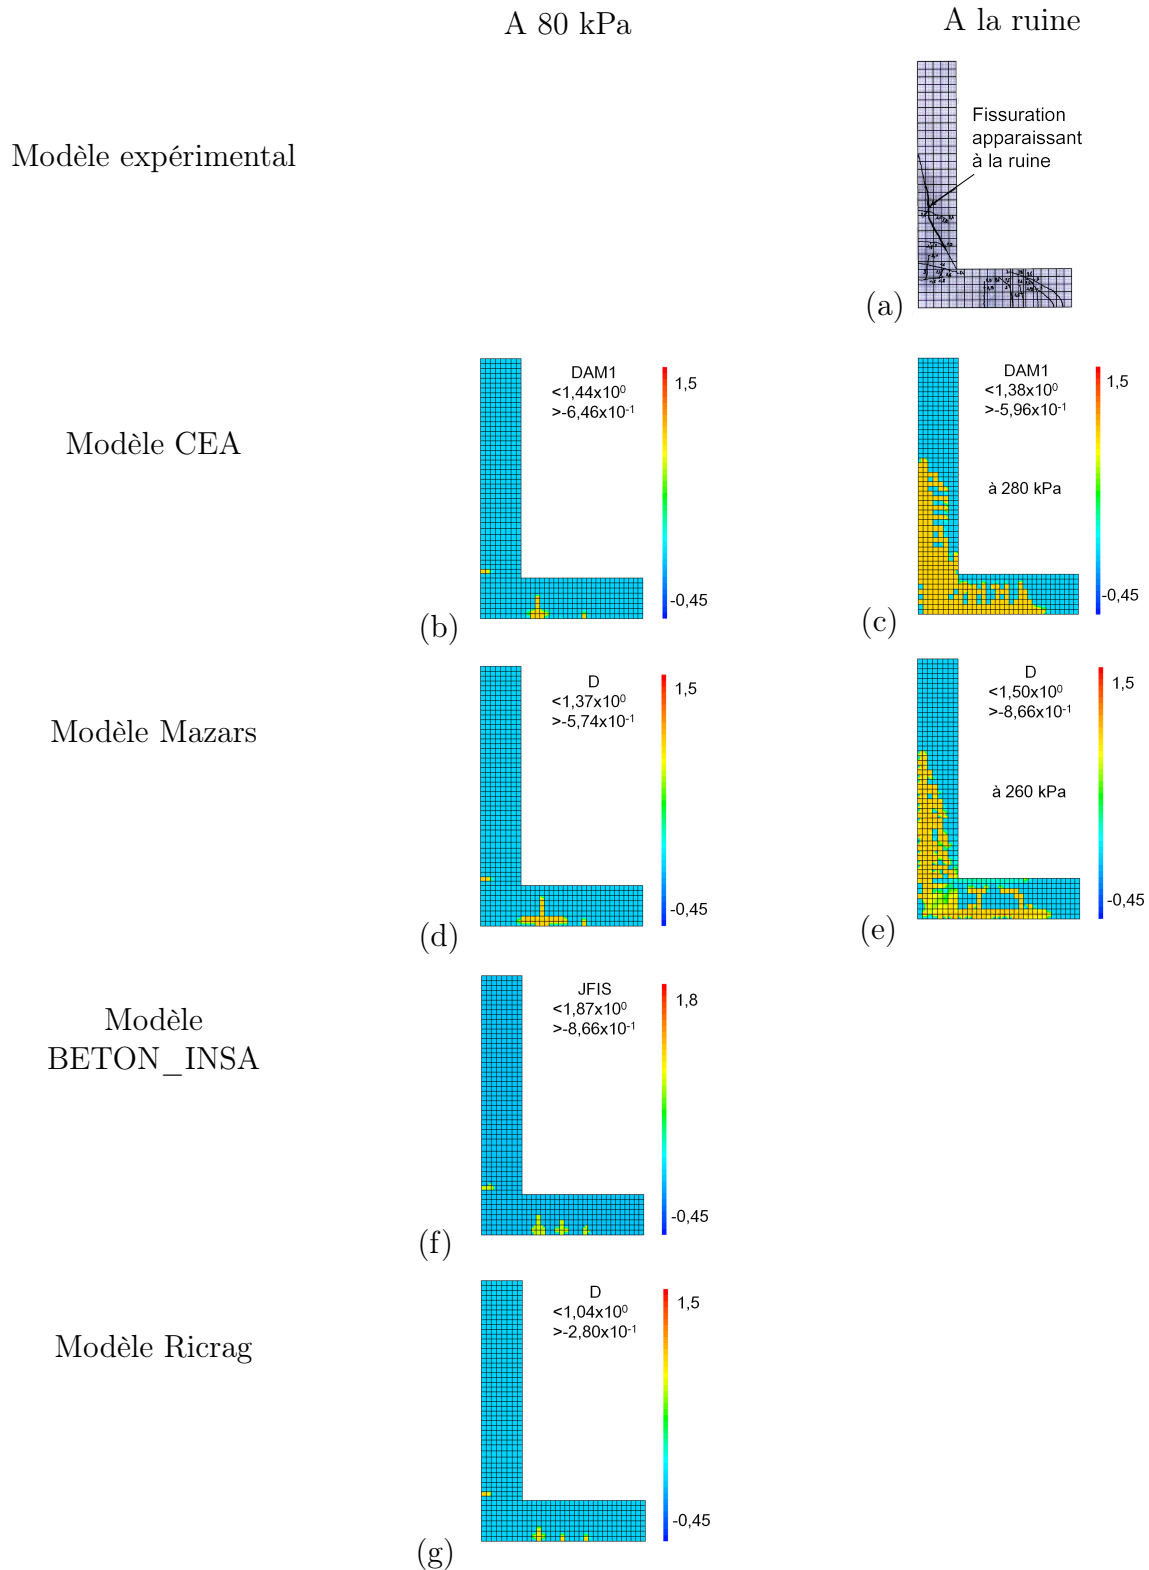 A 80 kPa
A la ruine
Modèle expérimental
Fissuration
apparaissant
à la ruine
(a)
Modèle CEA
DAM1
<1,44x10⁰
>-6,46x10⁻¹
1,5
-0,45
(b)
DAM1
<1,38x10⁰
>-5,96x10⁻¹
1,5
à 280 kPa
-0,45
(c)
Modèle Mazars
D
<1,37x10⁰
>-5,74x10⁻¹
1,5
-0,45
(d)
D
<1,50x10⁰
>-8,66x10⁻¹
1,5
à 260 kPa
-0,45
(e)
Modèle
BETON_INSA
JFIS
<1,87x10⁰
>-8,66x10⁻¹
1,8
-0,45
(f)
Modèle Ricrag
D
<1,04x10⁰
>-2,80x10⁻¹
1,5
-0,45
(g)